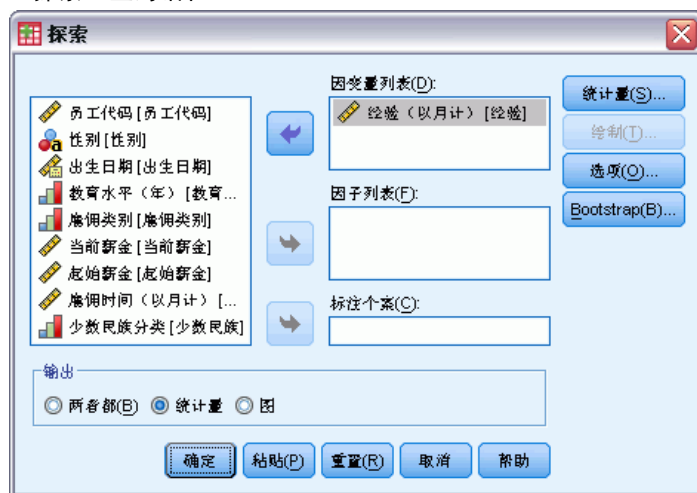 探索
员工代码 [员工代码]
性别 [性别]
出生日期 [出生日期]
教育水平（年） [教育...
雇佣类别 [雇佣类别]
当前薪金 [当前薪金]
起始薪金 [起始薪金]
雇佣时间（以月计） [...
少数民族分类 [少数民族]
因变量列表(D):
经验（以月计） [经验]
因子列表(F):
标注个案(C):
统计量(S)...
绘制(T)...
选项(O)...
Bootstrap(B)...
输出
两者都(B) 统计量 图
确定 粘贴(P) 重置(R) 取消 帮助